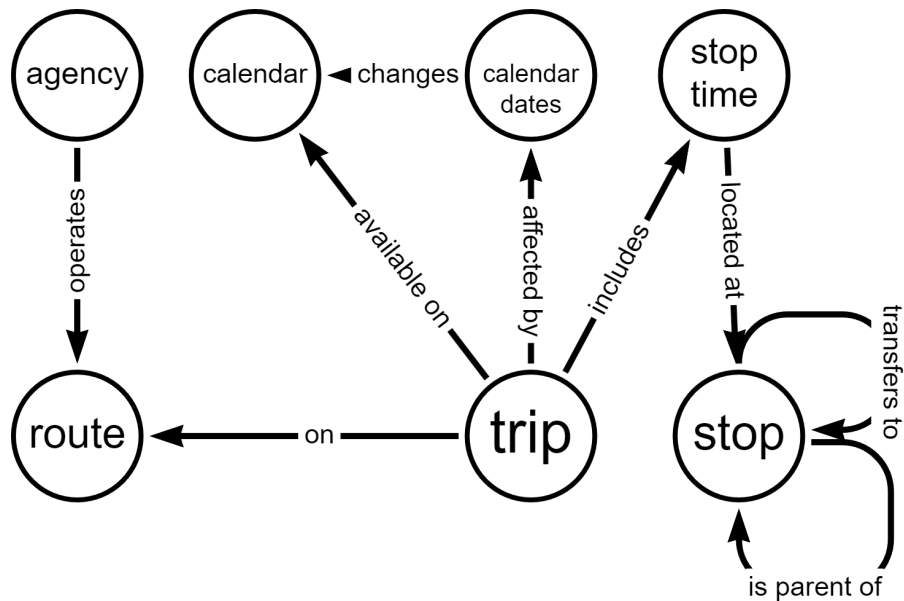 agency
calendar
changes
calendar
dates
stop
time
operates
available on
affected by
includes
located at
transfers to
route
on
trip
stop
is parent of